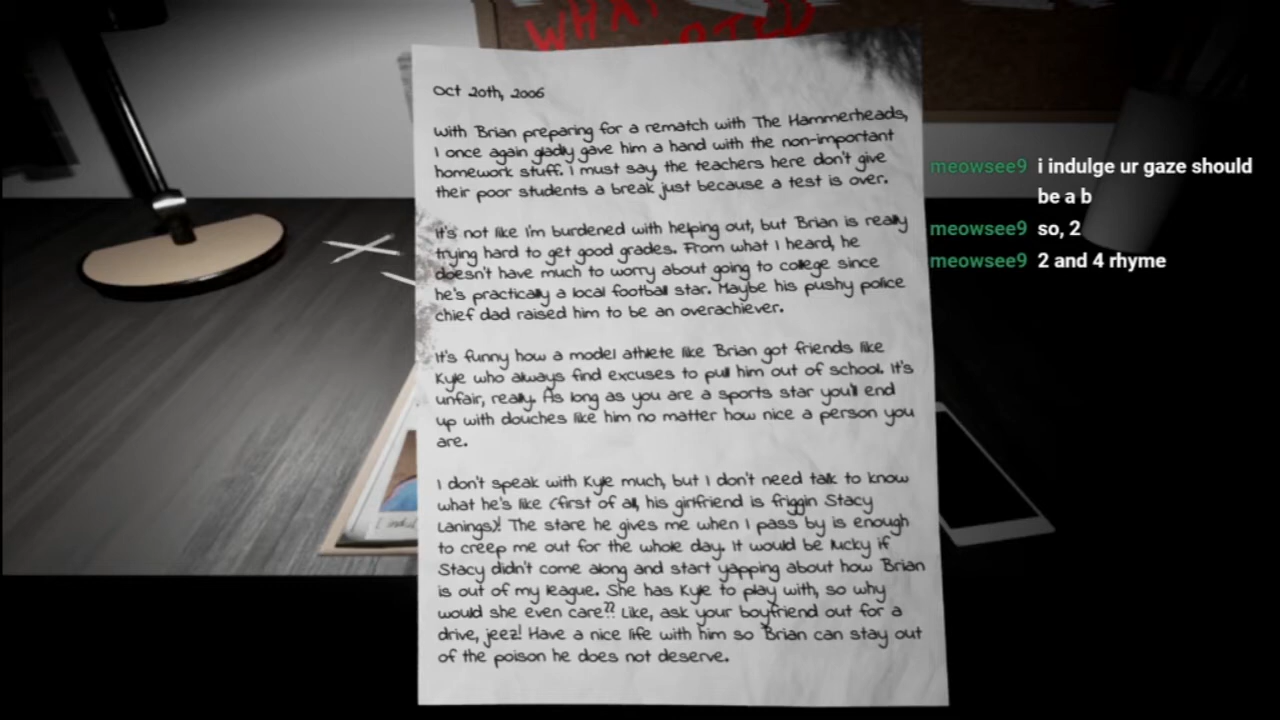 WHAT
Oct 20th, 2006
With Brian preparing for a rematch with The Hammerheads,
I once again gladly gave him a hand with the non-important
homework stuff. I must say, the teachers here don't give
their poor students a break just because a test is over.
It's not like I'm burdened with helping out, but Brian is really
trying hard to get good grades. From what I heard, he
doesn't have much to worry about going to college since
he's practically a local football star. Maybe his pushy police
chief dad raised him to be an overachiever.
It's funny how a model athlete like Brian got friends like
Kyle who always find excuses to pull him out of school. It's
unfair, really. As long as you are a sports star you'll end
up with douches like him no matter how nice a person you
are.
I don't speak with Kyle much, but I don't need talk to know
what he's like (first of all, his girlfriend is friggin Stacy
Lanings)! The stare he gives me when I pass by is enough
to creep me out for the whole day. It would be lucky if
Stacy didn't come along and start yapping about how Brian
is out of my league. She has Kyle to play with, so why
would she even care?? Like, ask your boyfriend out for a
drive, jeez! Have a nice life with him so Brian can stay out
of the poison he does not deserve.
meowsee9 i indulge ur gaze should
be a b
meowsee9 so, 2
meowsee9 2 and 4 rhyme